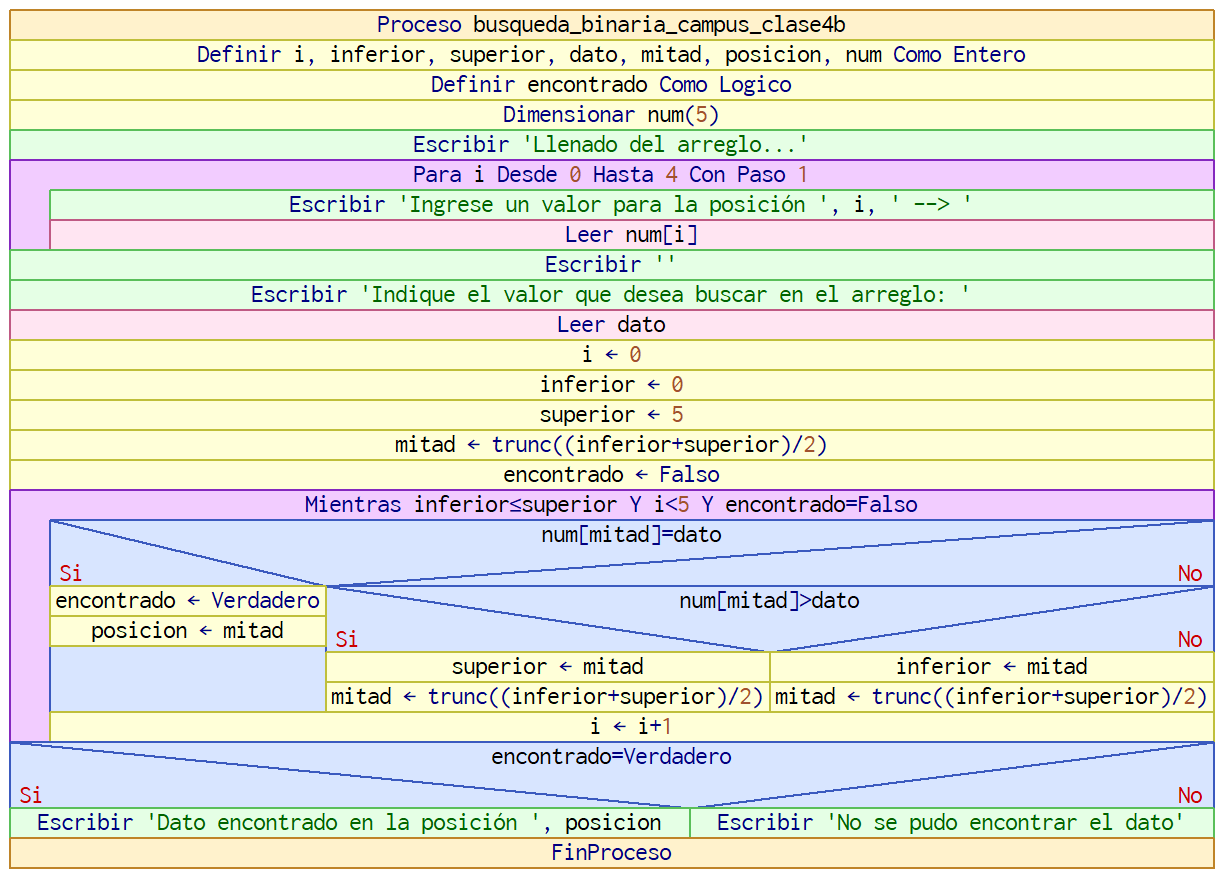 Proceso busqueda_binaria_campus_clase4b
Definir i, inferior, superior, dato, mitad, posicion, num Como Entero
Definir encontrado Como Logico
Dimensionar num(5)
Escribir 'Llenado del arreglo...'
Para i Desde 0 Hasta 4 Con Paso 1
Escribir 'Ingrese un valor para la posición ', i, ' --> '
Leer num[i]
Escribir ''
Escribir 'Indique el valor que desea buscar en el arreglo: '
Leer dato
i ← 0
inferior ← 0
superior ← 5
mitad ← trunc((inferior+superior)/2)
encontrado ← Falso
Mientras inferior≤superior Y i<5 Y encontrado=Falso
num[mitad]=dato
Si
No
encontrado ← Verdadero
posicion ← mitad
num[mitad]>dato
Si
No
superior ← mitad
mitad ← trunc((inferior+superior)/2)
inferior ← mitad
mitad ← trunc((inferior+superior)/2)
i ← i+1
encontrado=Verdadero
Si
No
Escribir 'Dato encontrado en la posición ', posicion
Escribir 'No se pudo encontrar el dato'
FinProceso